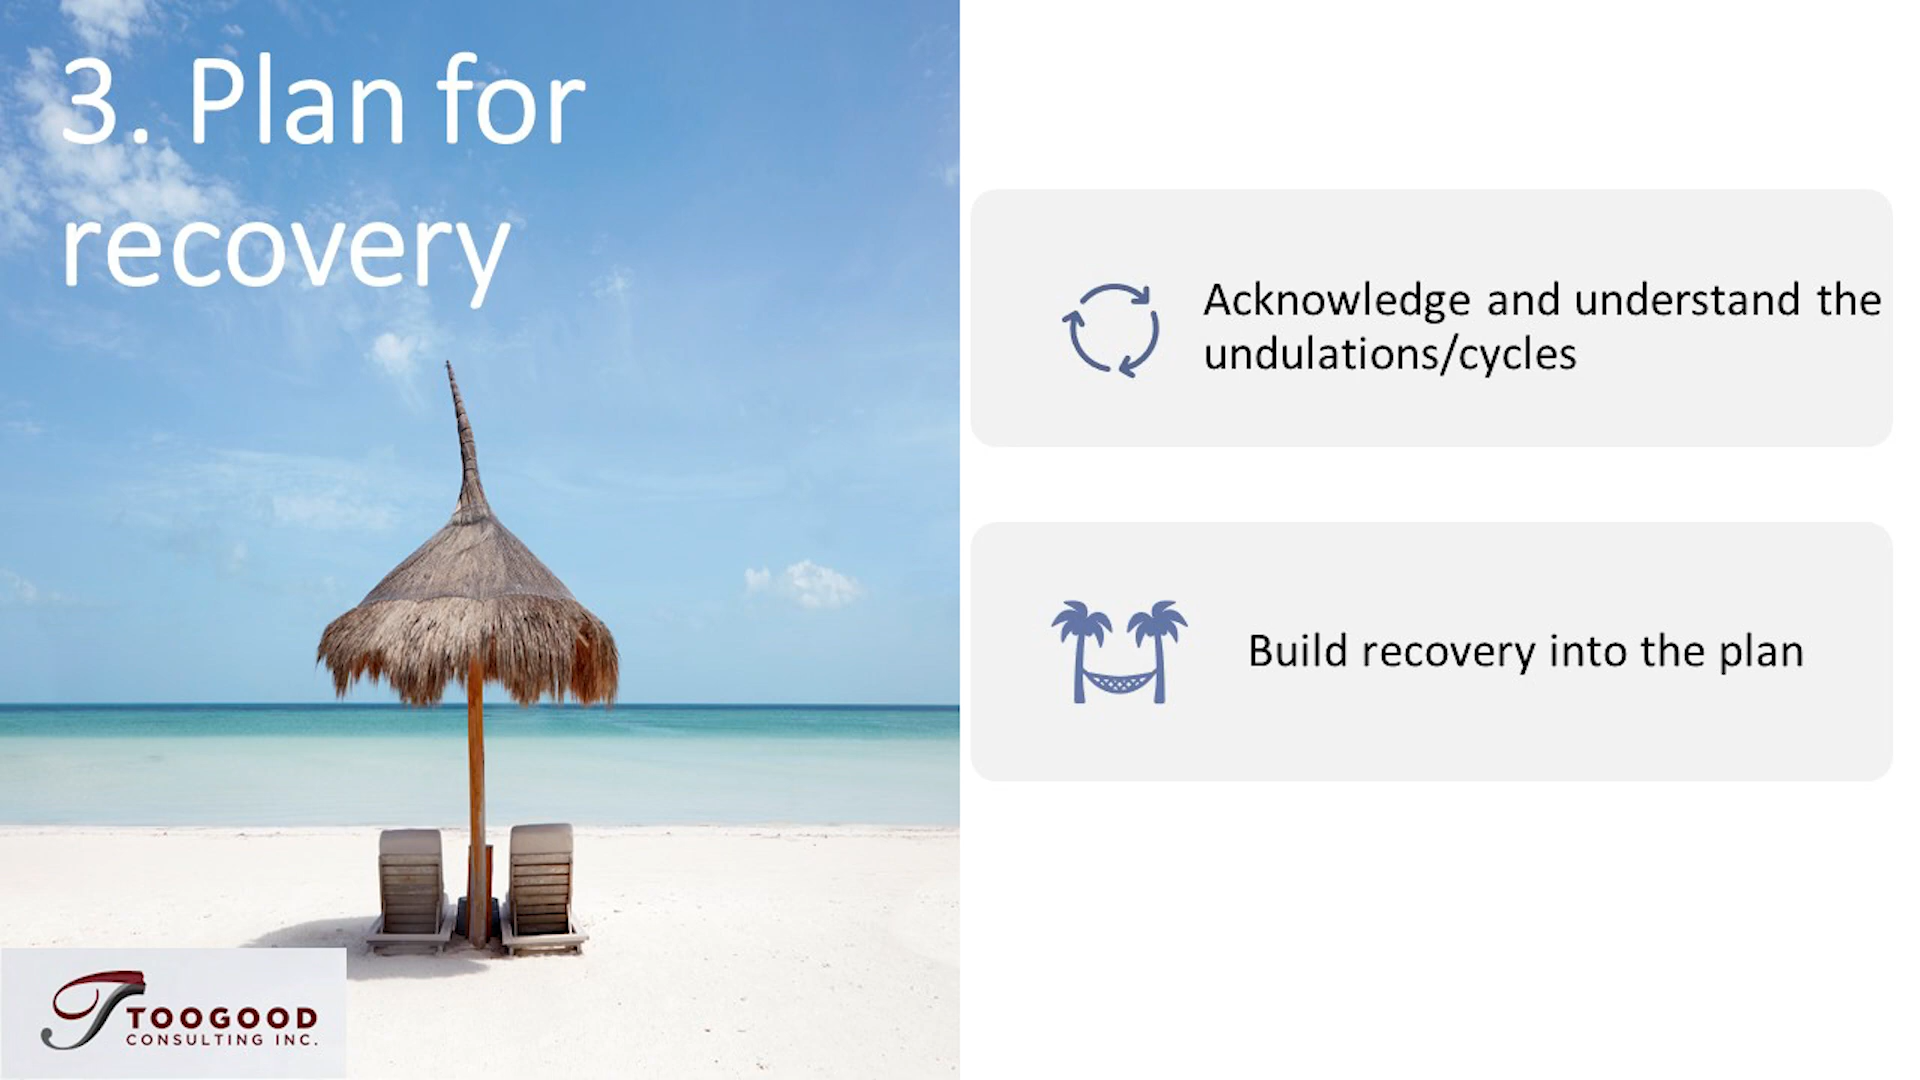 3. Plan for
recovery
Acknowledge and understand the
undulations/cycles
Build recovery into the plan
TOOGOOD
CONSULTING INC.